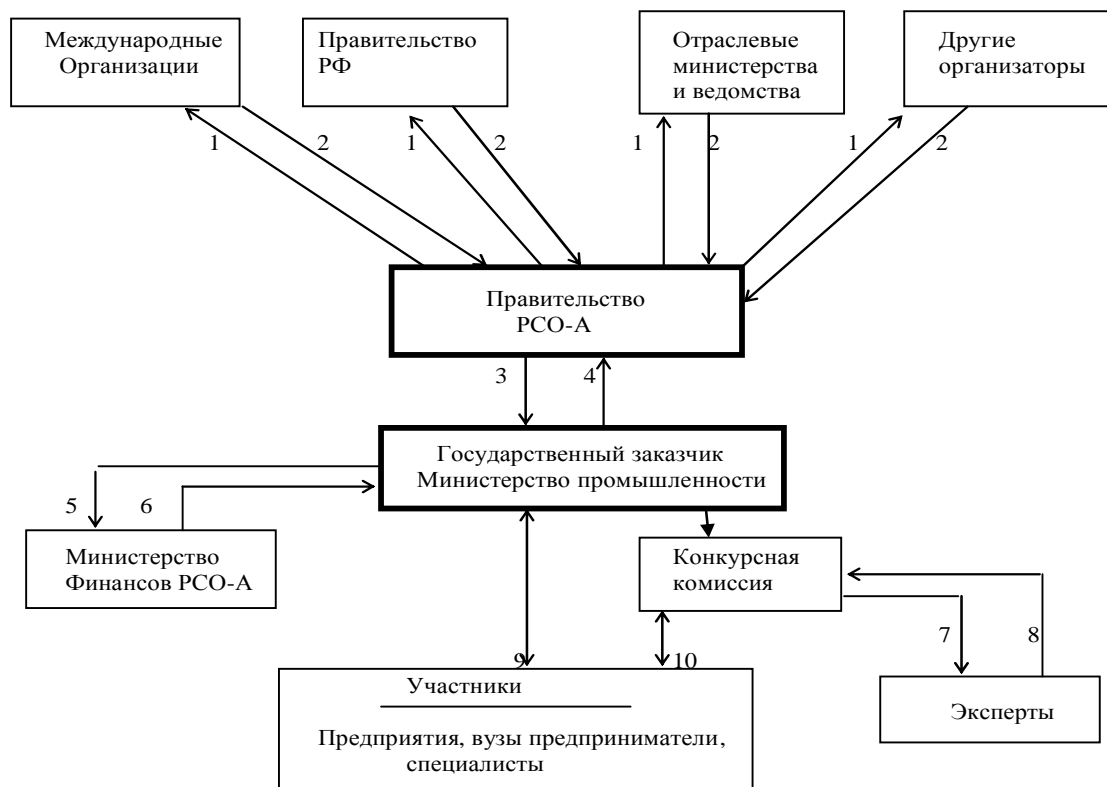 Международные
Организации
Правительство
РФ
Отраслевые
министерства
и ведомства
Другие
организаторы
1
2
1
2
1
2
1
2
Правительство
РСО-А
3
4
Государственный заказчик
Министерство промышленности
5
6
Министерство
Финансов РСО-А
Конкурсная
комиссия
7
8
9
10
Участники
Предприятия, вузы предприниматели,
специалисты
Эксперты